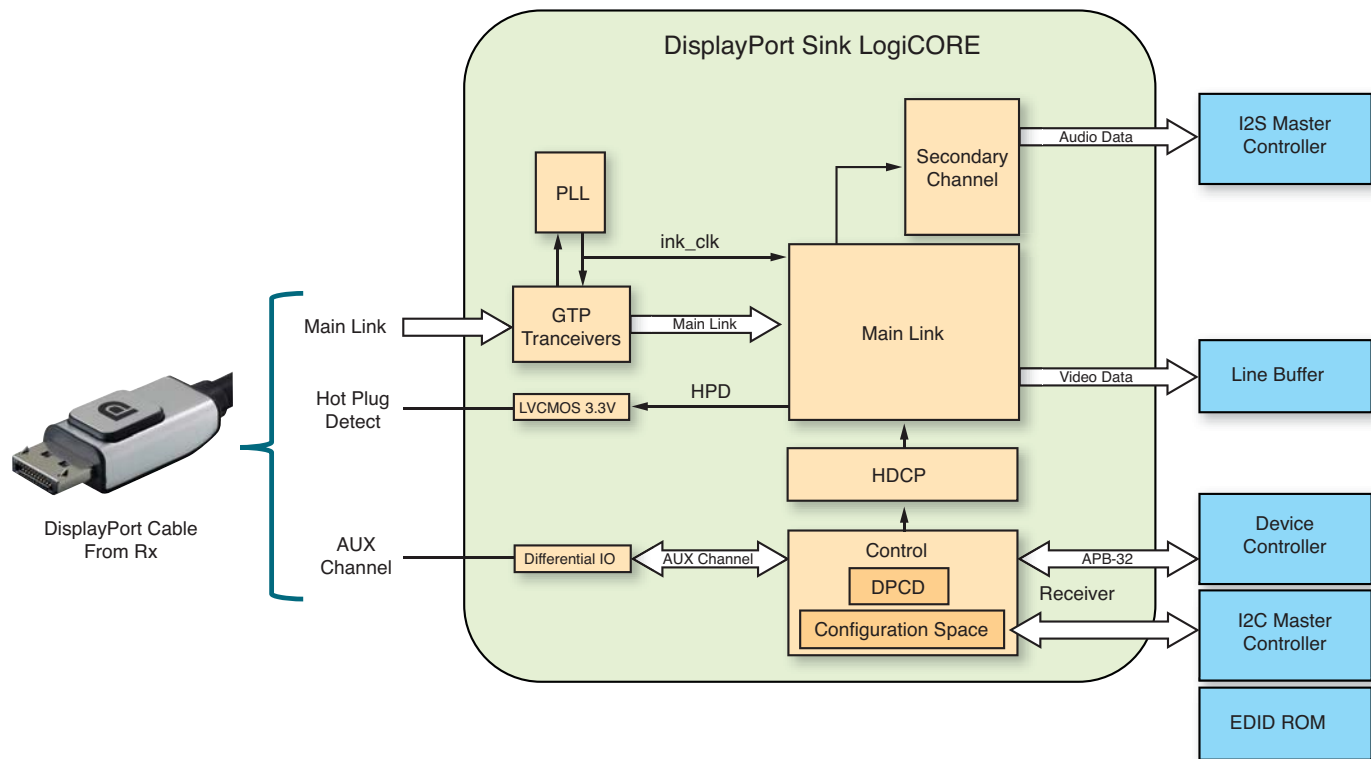 DisplayPort Sink LogiCORE
I2S Master
Controller
Audio Data
Secondary
Channel
PLL
ink_clk
Main Link
GTP
Tranceivers
Main Link
Main Link
Video Data
Line Buffer
Hot Plug
Detect
LVCMOS 3.3V
HPD
HDCP
DisplayPort Cable
From Rx
AUX
Channel
Differential IO
AUX Channel
Control
DPCD
Configuration Space
APB-32
Receiver
Device
Controller
I2C Master
Controller
EDID ROM